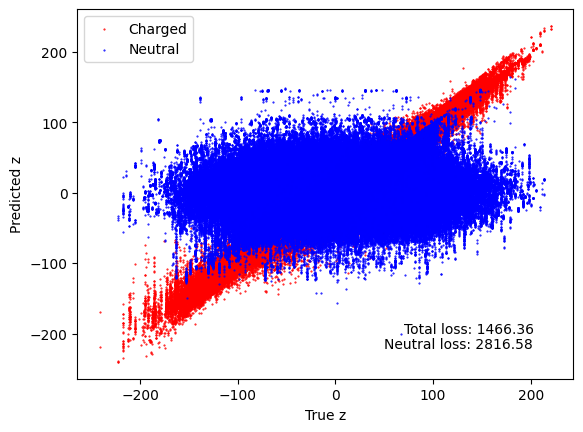 Charged
Neutral
200
100
0
−100
−200
Predicted z
Total loss: 1466.36
Neutral loss: 2816.58
−200
−100
0
100
200
True z